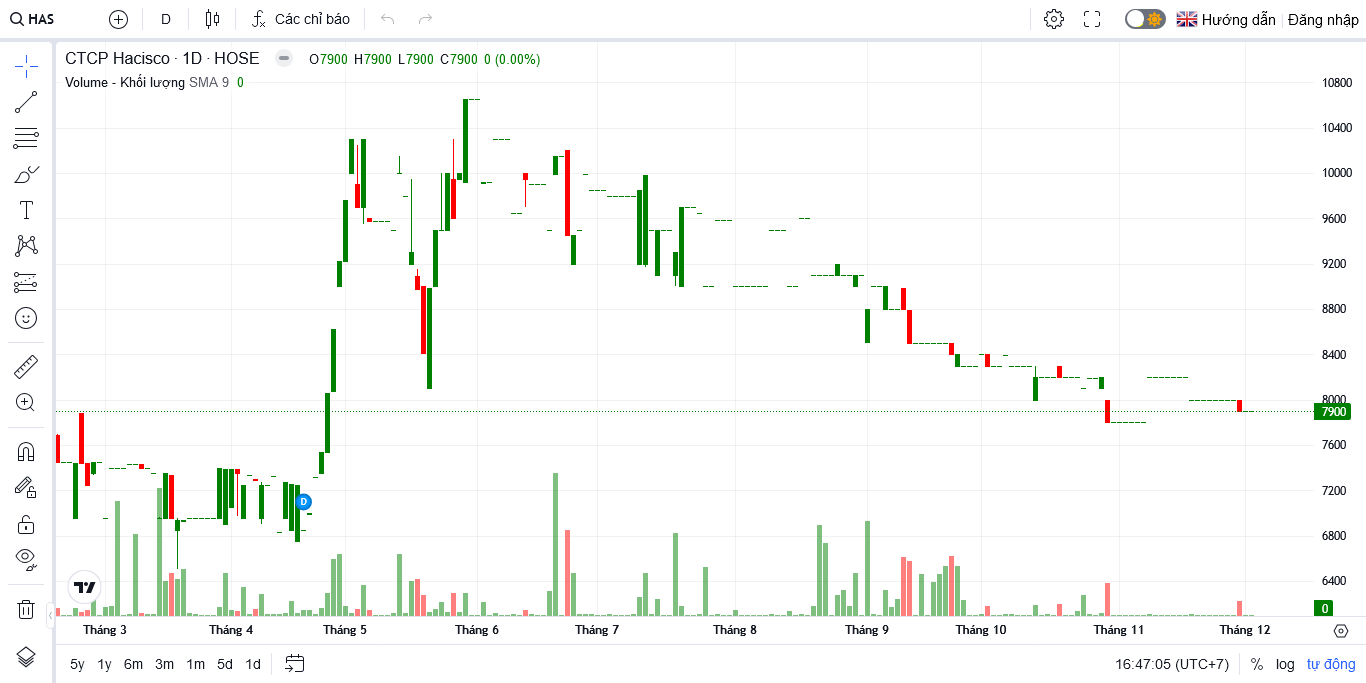 HAS D Các chỉ báo Hướng dẫn Đăng nhập
CTCP Hacisco · 1D · HOSE O7900 H7900 L7900 C7900 0 (0.00%)
Volume - Khối lượng SMA 9 0
10800
10400
10000
9600
9200
8800
8400
8000
7900
7600
7200
D
6800
6400
0
Tháng 3 Tháng 4 Tháng 5 Tháng 6 Tháng 7 Tháng 8 Tháng 9 Tháng 10 Tháng 11 Tháng 12
5y 1y 6m 3m 1m 5d 1d 16:47:05 (UTC+7) % log tự động